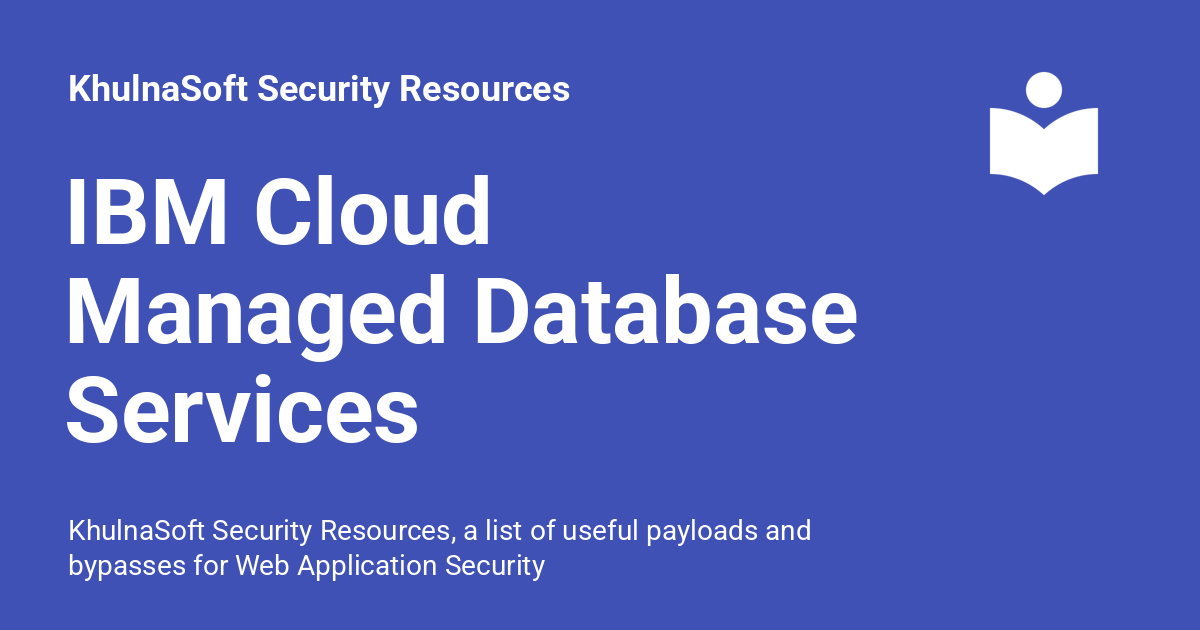 KhulnaSoft Security Resources
IBM Cloud
Managed Database
Services
KhulnaSoft Security Resources, a list of useful payloads and
bypasses for Web Application Security